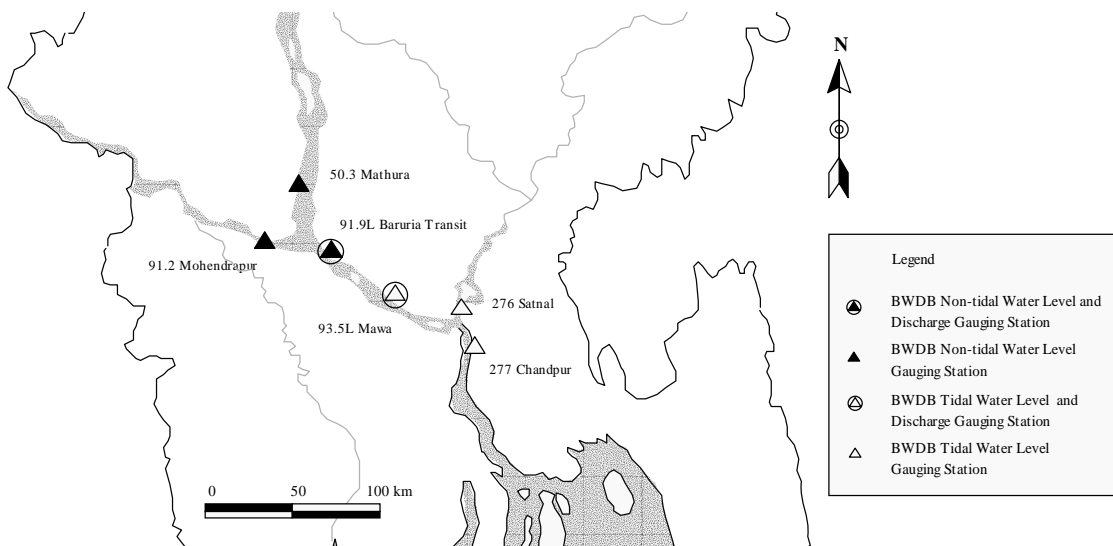 N
50.3 Mathura
91.9L Baruria Transit
91.2 Mohendrapur
276 Satnal
93.5L Mawa
277 Chandpur
0 50 100 km
Legend
BWDB Non-tidal Water Level and
Discharge Gauging Station
BWDB Non-tidal Water Level
Gauging Station
BWDB Tidal Water Level and
Discharge Gauging Station
BWDB Tidal Water Level
Gauging Station